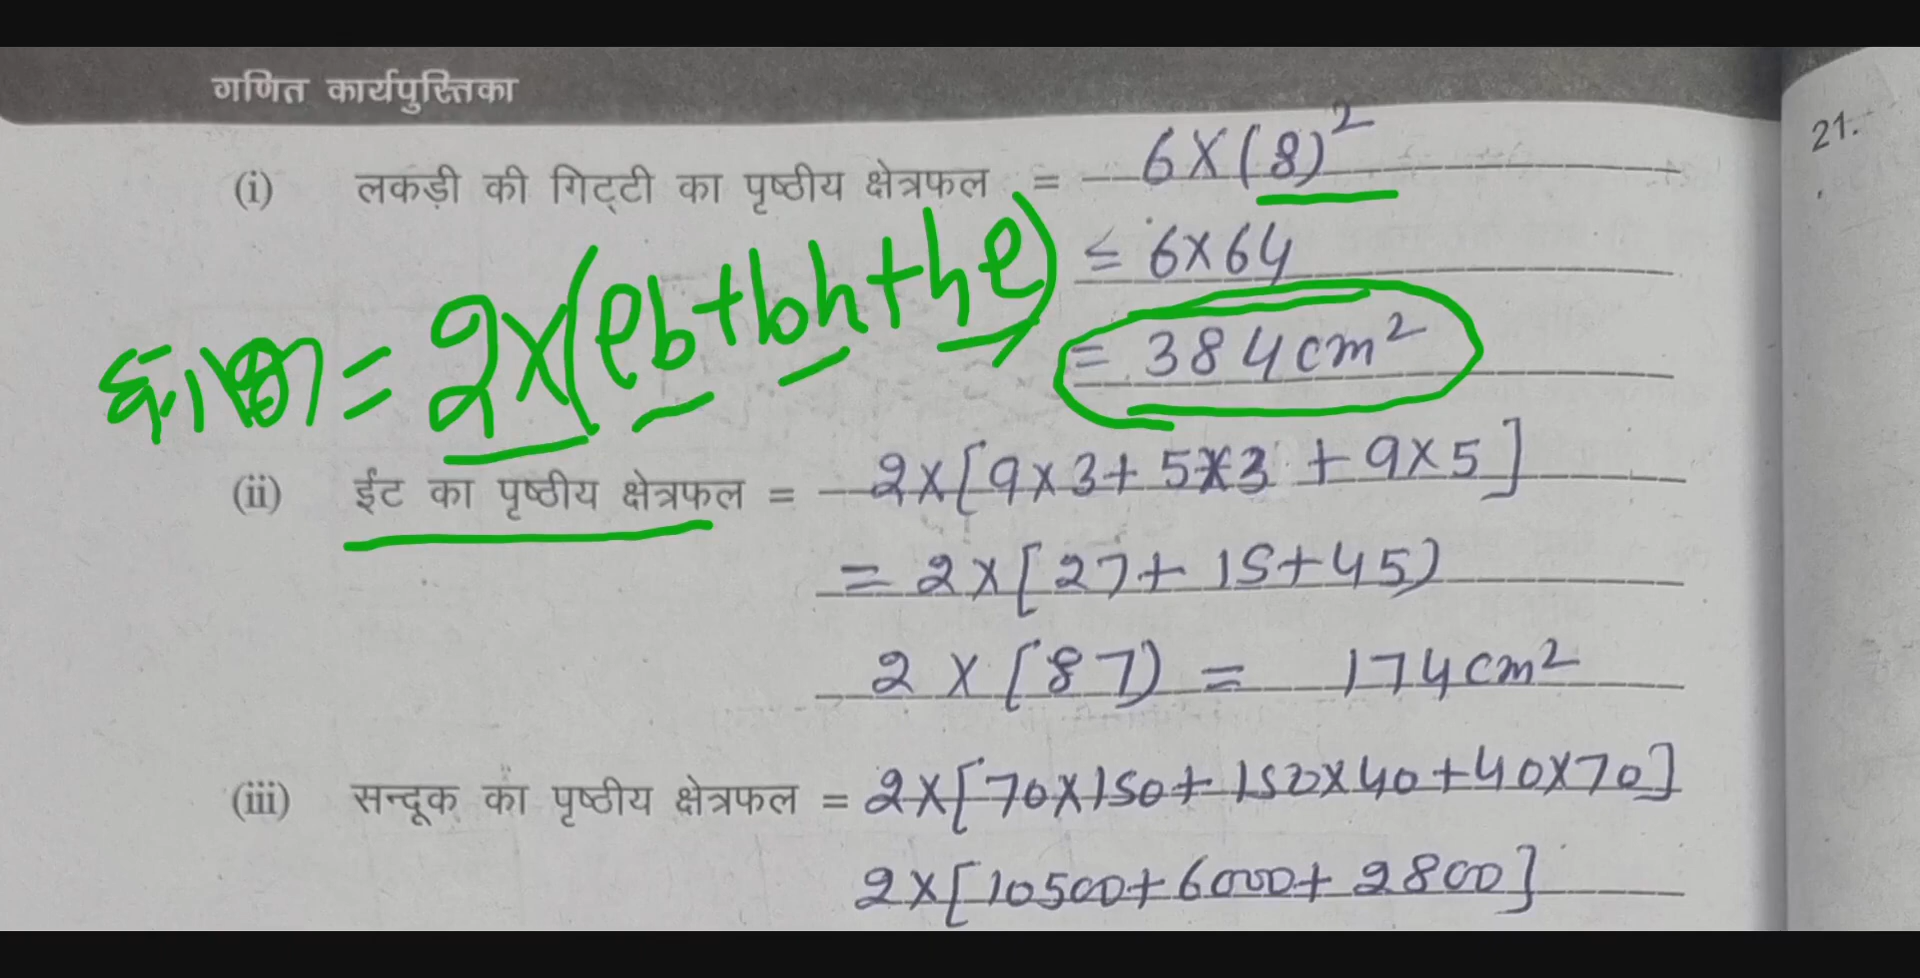 गणित कार्यपुस्तिका
21.
(i) लकड़ी की गिट्टी का पृष्ठीय क्षेत्रफल = 6×(8)²
= 6×64
= 384cm²
= 2×(lb+bh+hl)
(ii) ईंट का पृष्ठीय क्षेत्रफल = 2×[9×3+5×3+9×5]
= 2×[27+15+45)
2×[87) = 174cm²
(iii) सन्दूक का पृष्ठीय क्षेत्रफल = 2×[70×150+150×40+40×70]
2×[10500+6000+2800]